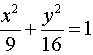 x²/9 + y²/16 = 1